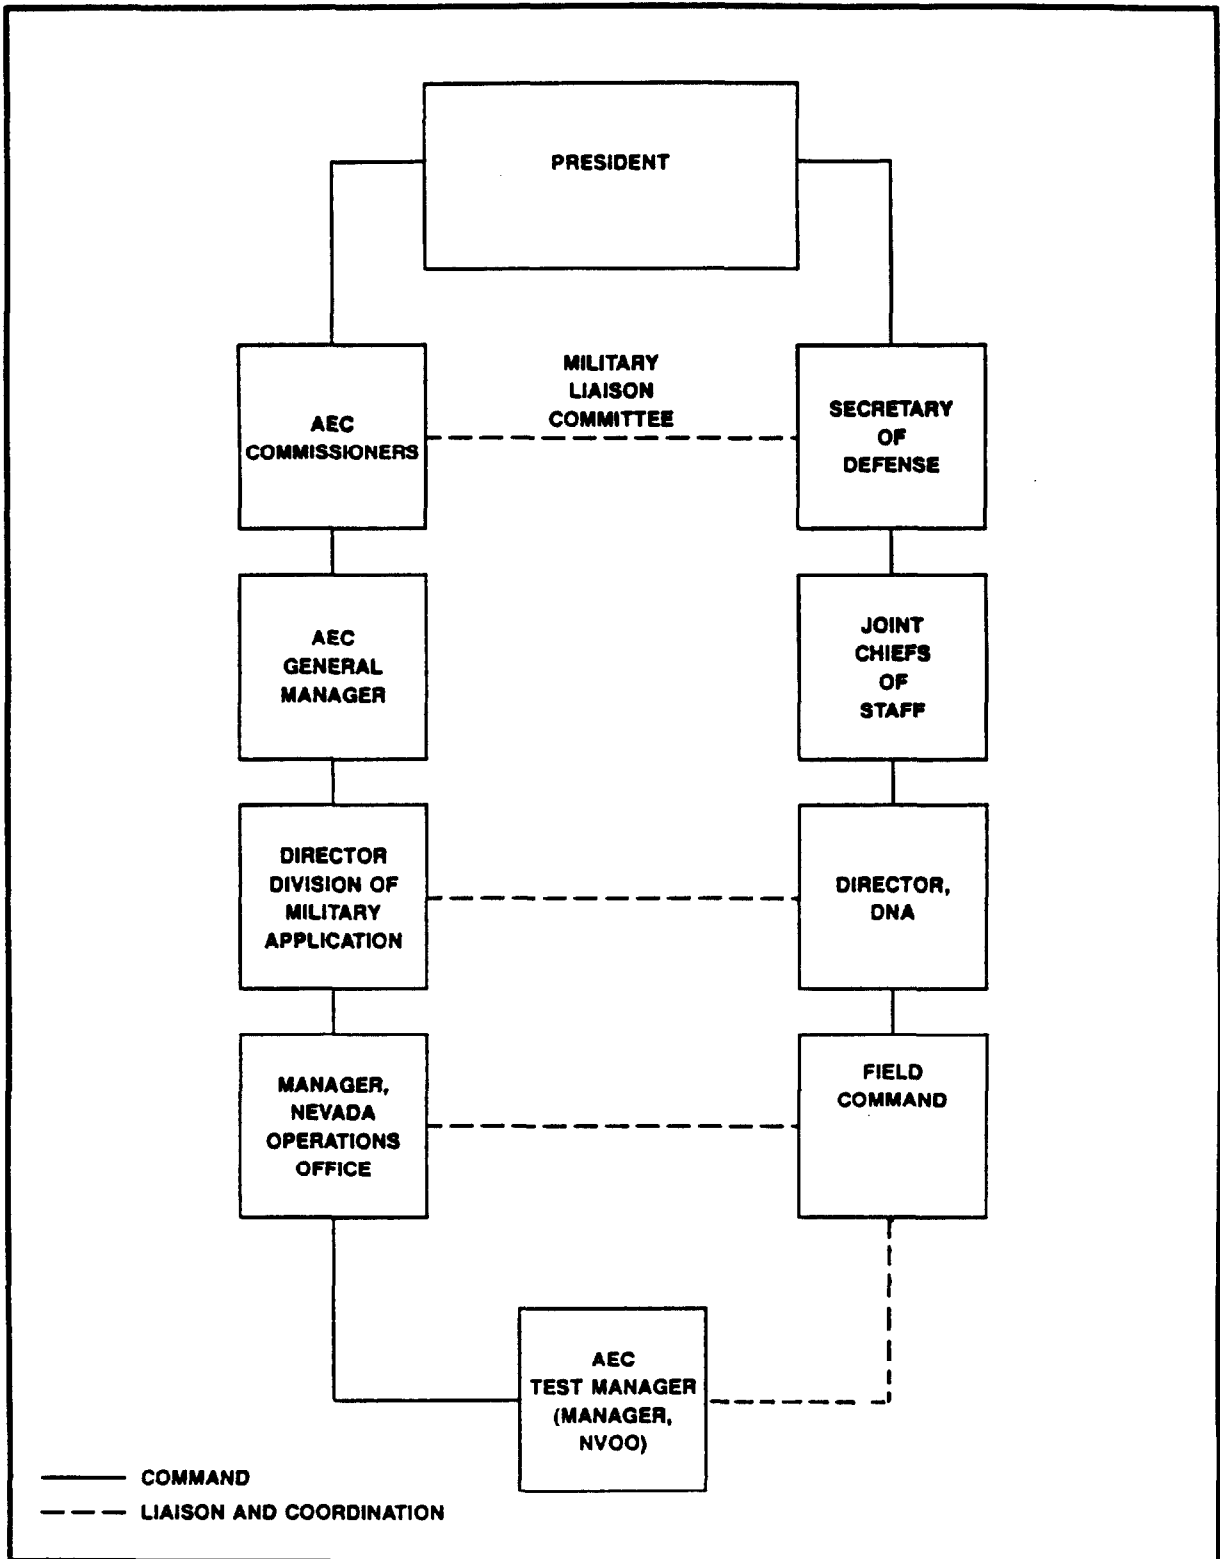 PRESIDENT
MILITARY
LIAISON
COMMITTEE
AEC
COMMISSIONERS
SECRETARY
OF
DEFENSE
AEC
GENERAL
MANAGER
JOINT
CHIEFS
OF
STAFF
DIRECTOR
DIVISION OF
MILITARY
APPLICATION
DIRECTOR,
DNA
MANAGER,
NEVADA
OPERATIONS
OFFICE
FIELD
COMMAND
AEC
TEST MANAGER
(MANAGER,
NVOO)
COMMAND
LIAISON AND COORDINATION